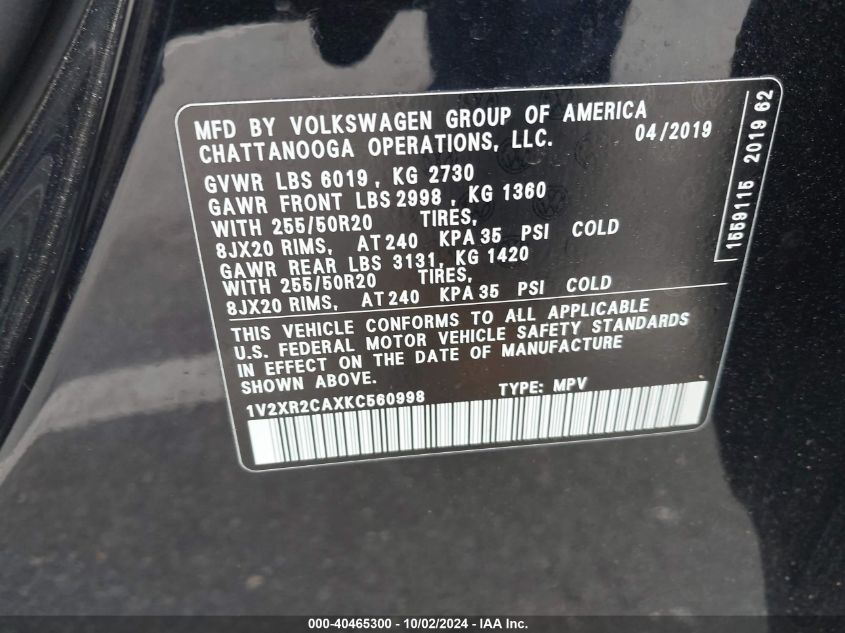 MFD BY VOLKSWAGEN GROUP OF AMERICA
CHATTANOOGA OPERATIONS, LLC. 04/2019
GVWR LBS 6019, KG 2730
GAWR FRONT LBS 2998, KG 1360
WITH 255/50R20 TIRES,
8JX20 RIMS, AT 240 KPA 35 PSI COLD
GAWR REAR LBS 3131, KG 1420
WITH 255/50R20 TIRES,
8JX20 RIMS, AT 240 KPA 35 PSI COLD
THIS VEHICLE CONFORMS TO ALL APPLICABLE
U.S. FEDERAL MOTOR VEHICLE SAFETY STANDARDS
IN EFFECT ON THE DATE OF MANUFACTURE
SHOWN ABOVE.
1V2XR2CAXKC560998 TYPE: MPV
1559115 2019 62
000-40465300 - 10/02/2024 - IAA Inc.